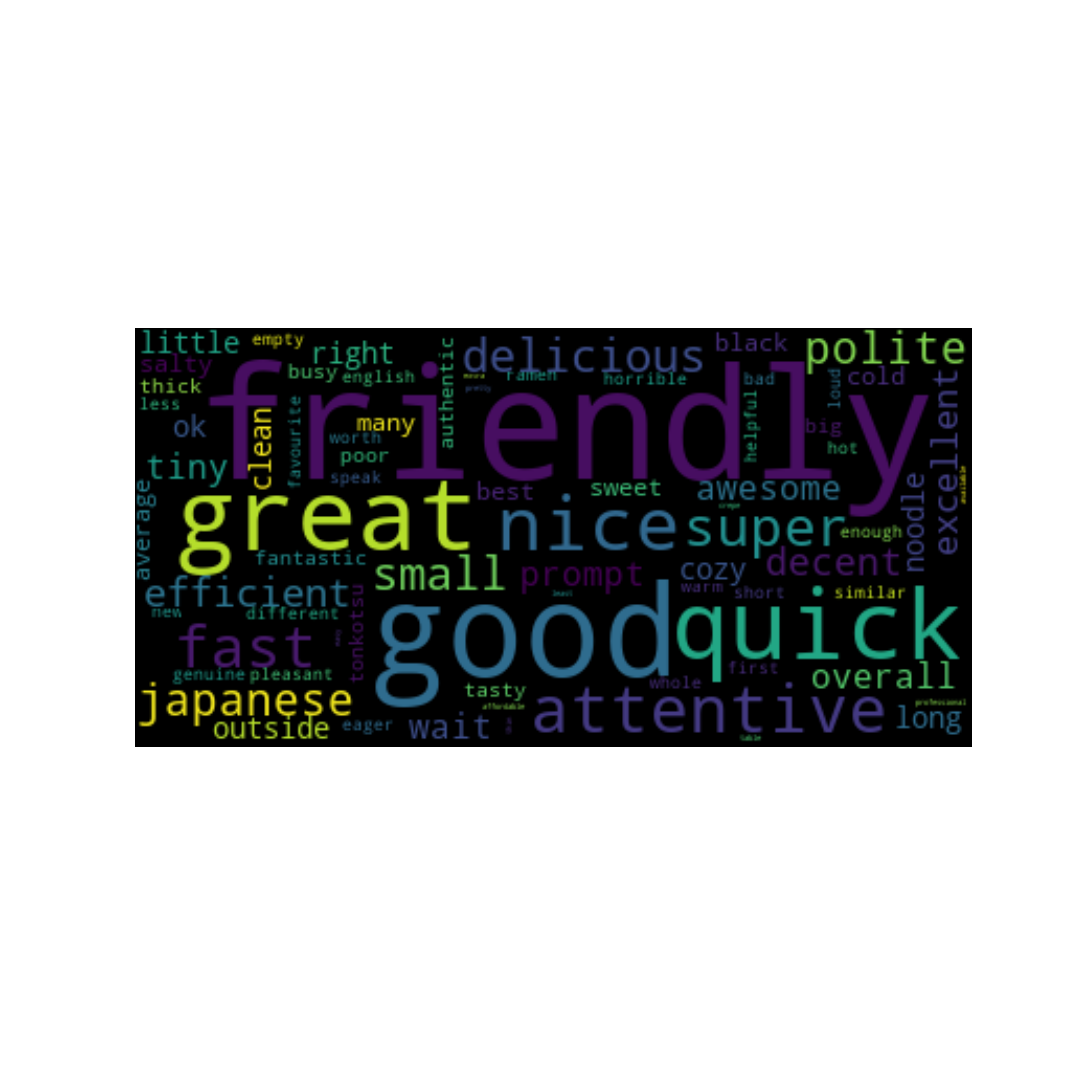 little
empty
right
delicious
black
polite
salty
busy
english
authentic
ramen
horrible
bad
loud
cold
thick
less
friendly
excellent
ok
clean
favourite
many
worth
poor
helpful
big
hot
tiny
speak
average
great
best
nice
sweet
awesome
super
enough
noodle
available
fantastic
small
prompt
cozy
decent
efficient
new
different
tonkotsu
good
least
warm
short
similar
quick
fast
genuine
pleasant
first
whole
overall
japanese
outside
eager
wait
tasty
affordable
attentive
table
professional
long
pretty